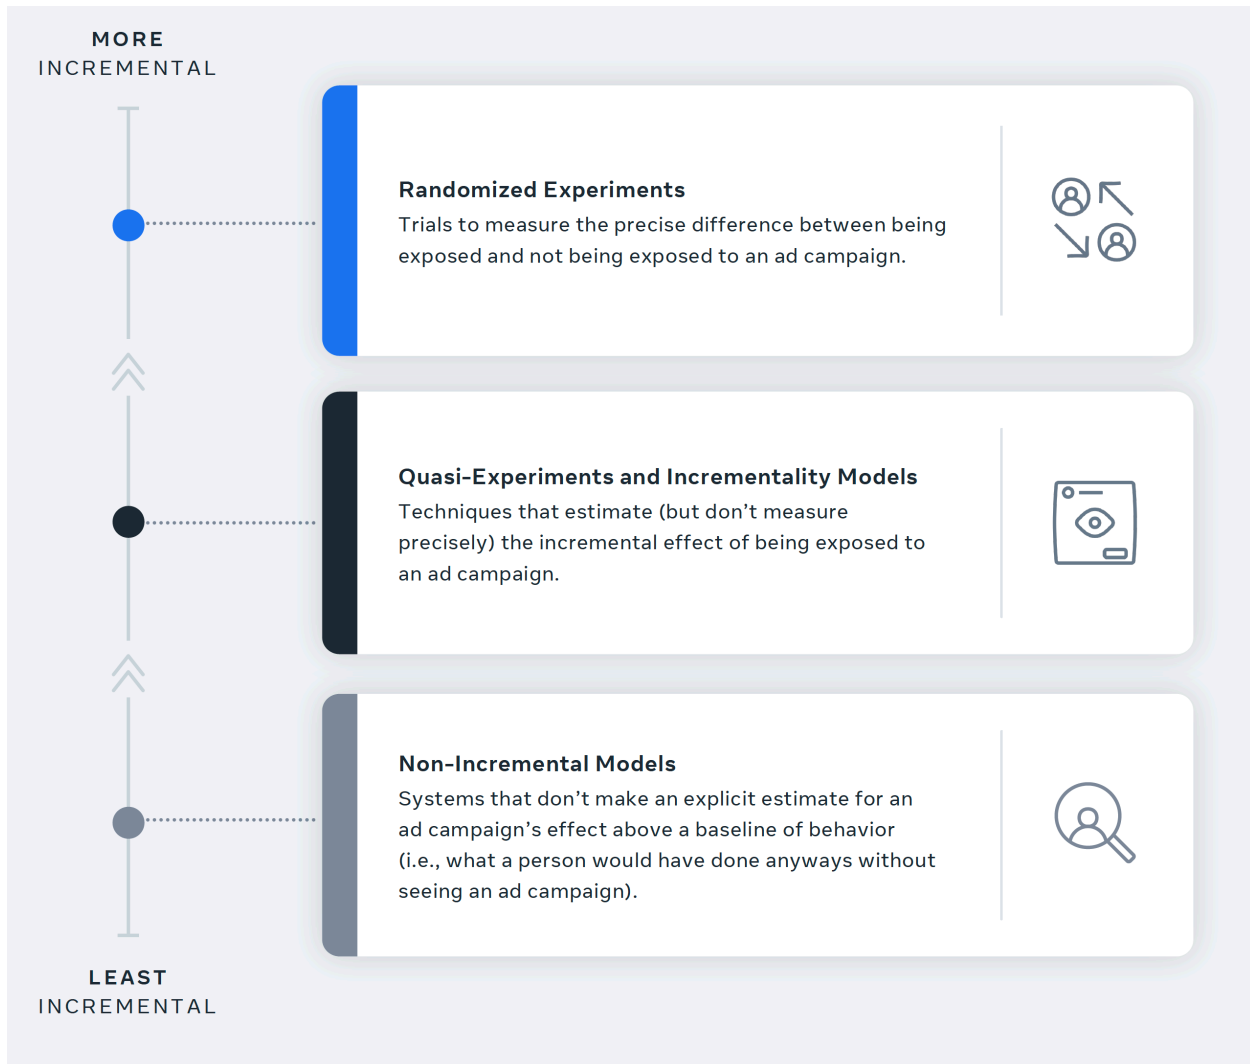 MORE
INCREMENTAL
Randomized Experiments
Trials to measure the precise difference between being
exposed and not being exposed to an ad campaign.
Quasi-Experiments and Incrementality Models
Techniques that estimate (but don’t measure
precisely) the incremental effect of being exposed to
an ad campaign.
Non-Incremental Models
Systems that don’t make an explicit estimate for an
ad campaign’s effect above a baseline of behavior
(i.e., what a person would have done anyways without
seeing an ad campaign).
LEAST
INCREMENTAL